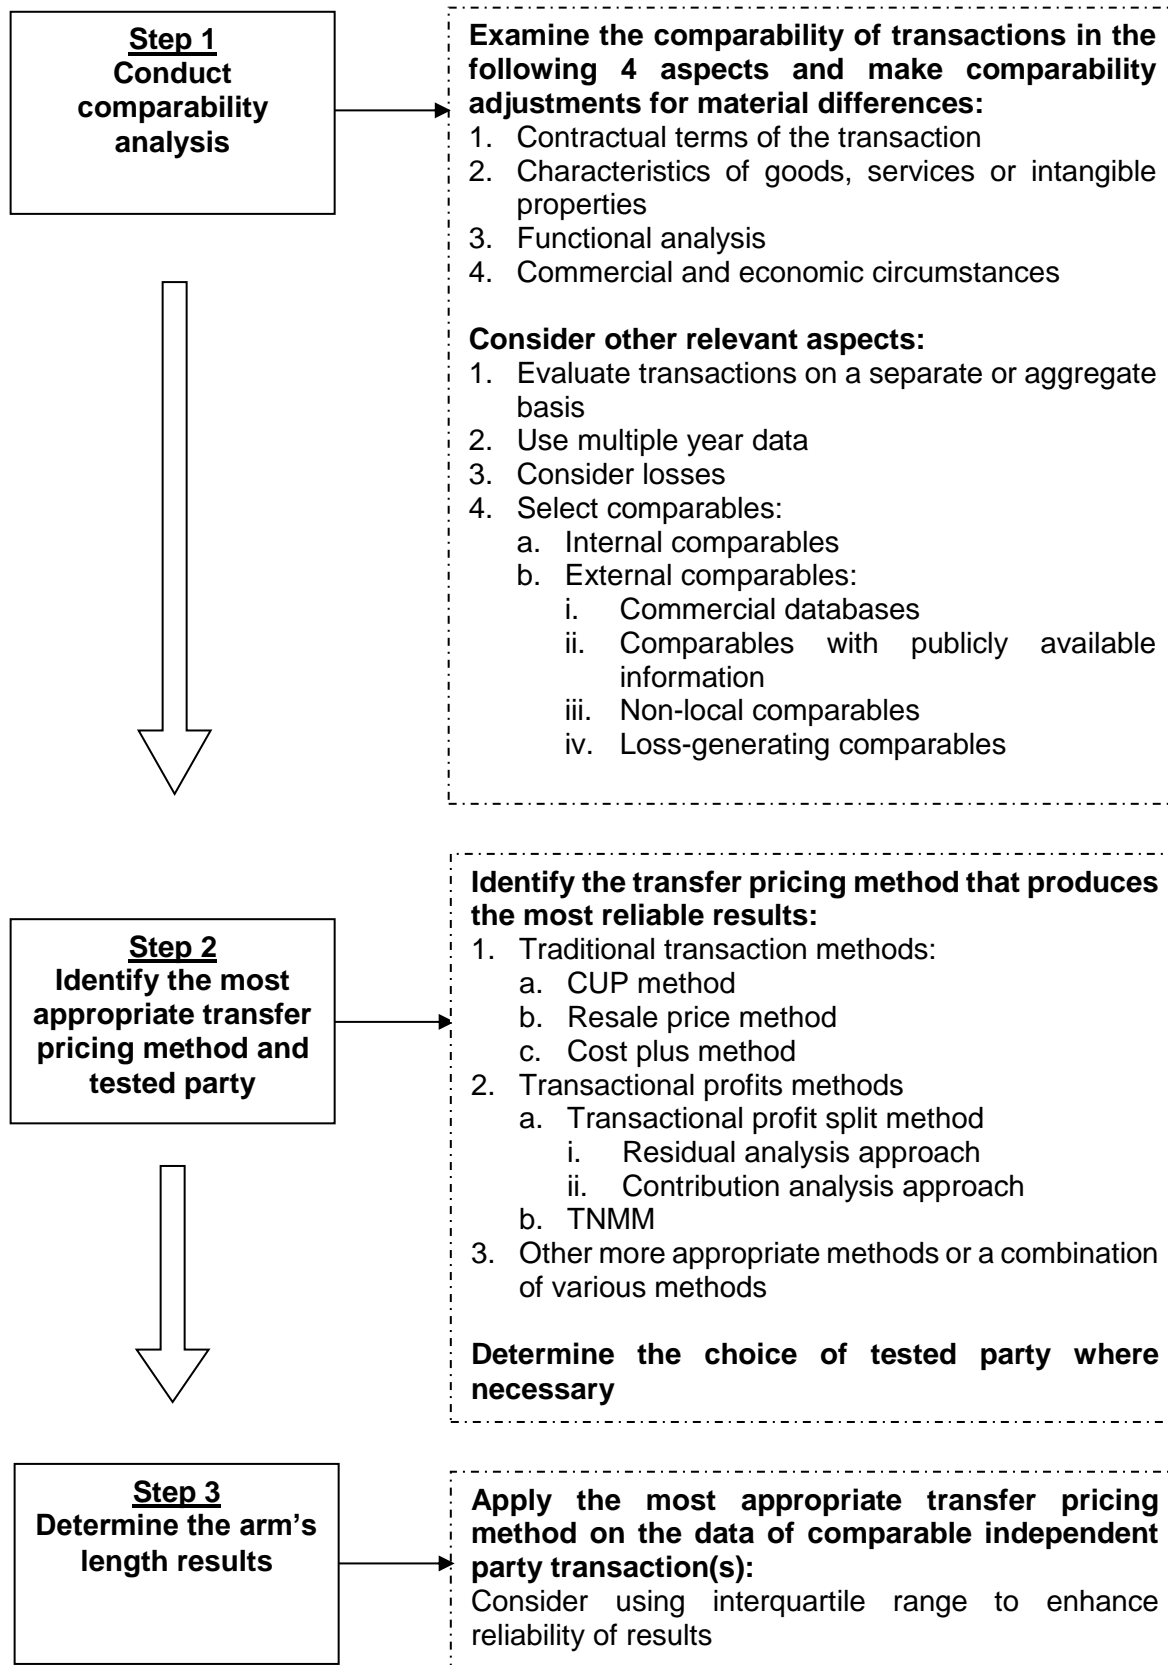 Step 1
Conduct
comparability
analysis
Examine the comparability of transactions in the
following 4 aspects and make comparability
adjustments for material differences:
1. Contractual terms of the transaction
2. Characteristics of goods, services or intangible
properties
3. Functional analysis
4. Commercial and economic circumstances
Consider other relevant aspects:
1. Evaluate transactions on a separate or aggregate
basis
2. Use multiple year data
3. Consider losses
4. Select comparables:
a. Internal comparables
b. External comparables:
i. Commercial databases
ii. Comparables with publicly available
information
iii. Non-local comparables
iv. Loss-generating comparables
Step 2
Identify the most
appropriate transfer
pricing method and
tested party
Identify the transfer pricing method that produces
the most reliable results:
1. Traditional transaction methods:
a. CUP method
b. Resale price method
c. Cost plus method
2. Transactional profits methods
a. Transactional profit split method
i. Residual analysis approach
ii. Contribution analysis approach
b. TNMM
3. Other more appropriate methods or a combination
of various methods
Determine the choice of tested party where
necessary
Step 3
Determine the arm’s
length results
Apply the most appropriate transfer pricing
method on the data of comparable independent
party transaction(s):
Consider using interquartile range to enhance
reliability of results